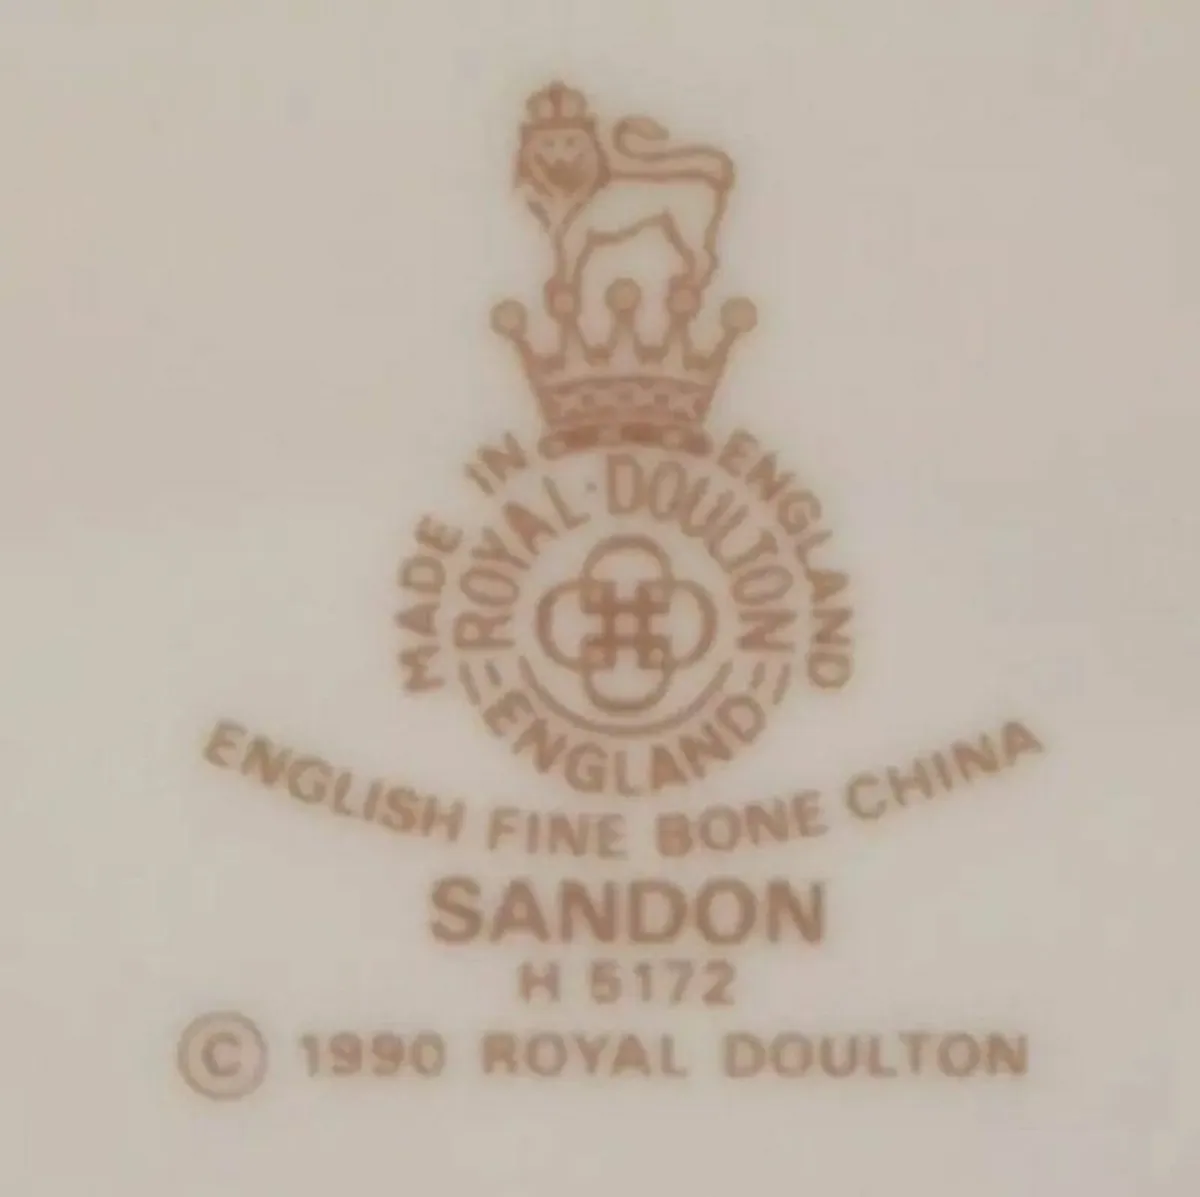 MADE IN ENGLAND
ROYAL · DOULTON
ENGLAND
ENGLISH FINE BONE CHINA
SANDON
H 5172
© 1990 ROYAL DOULTON